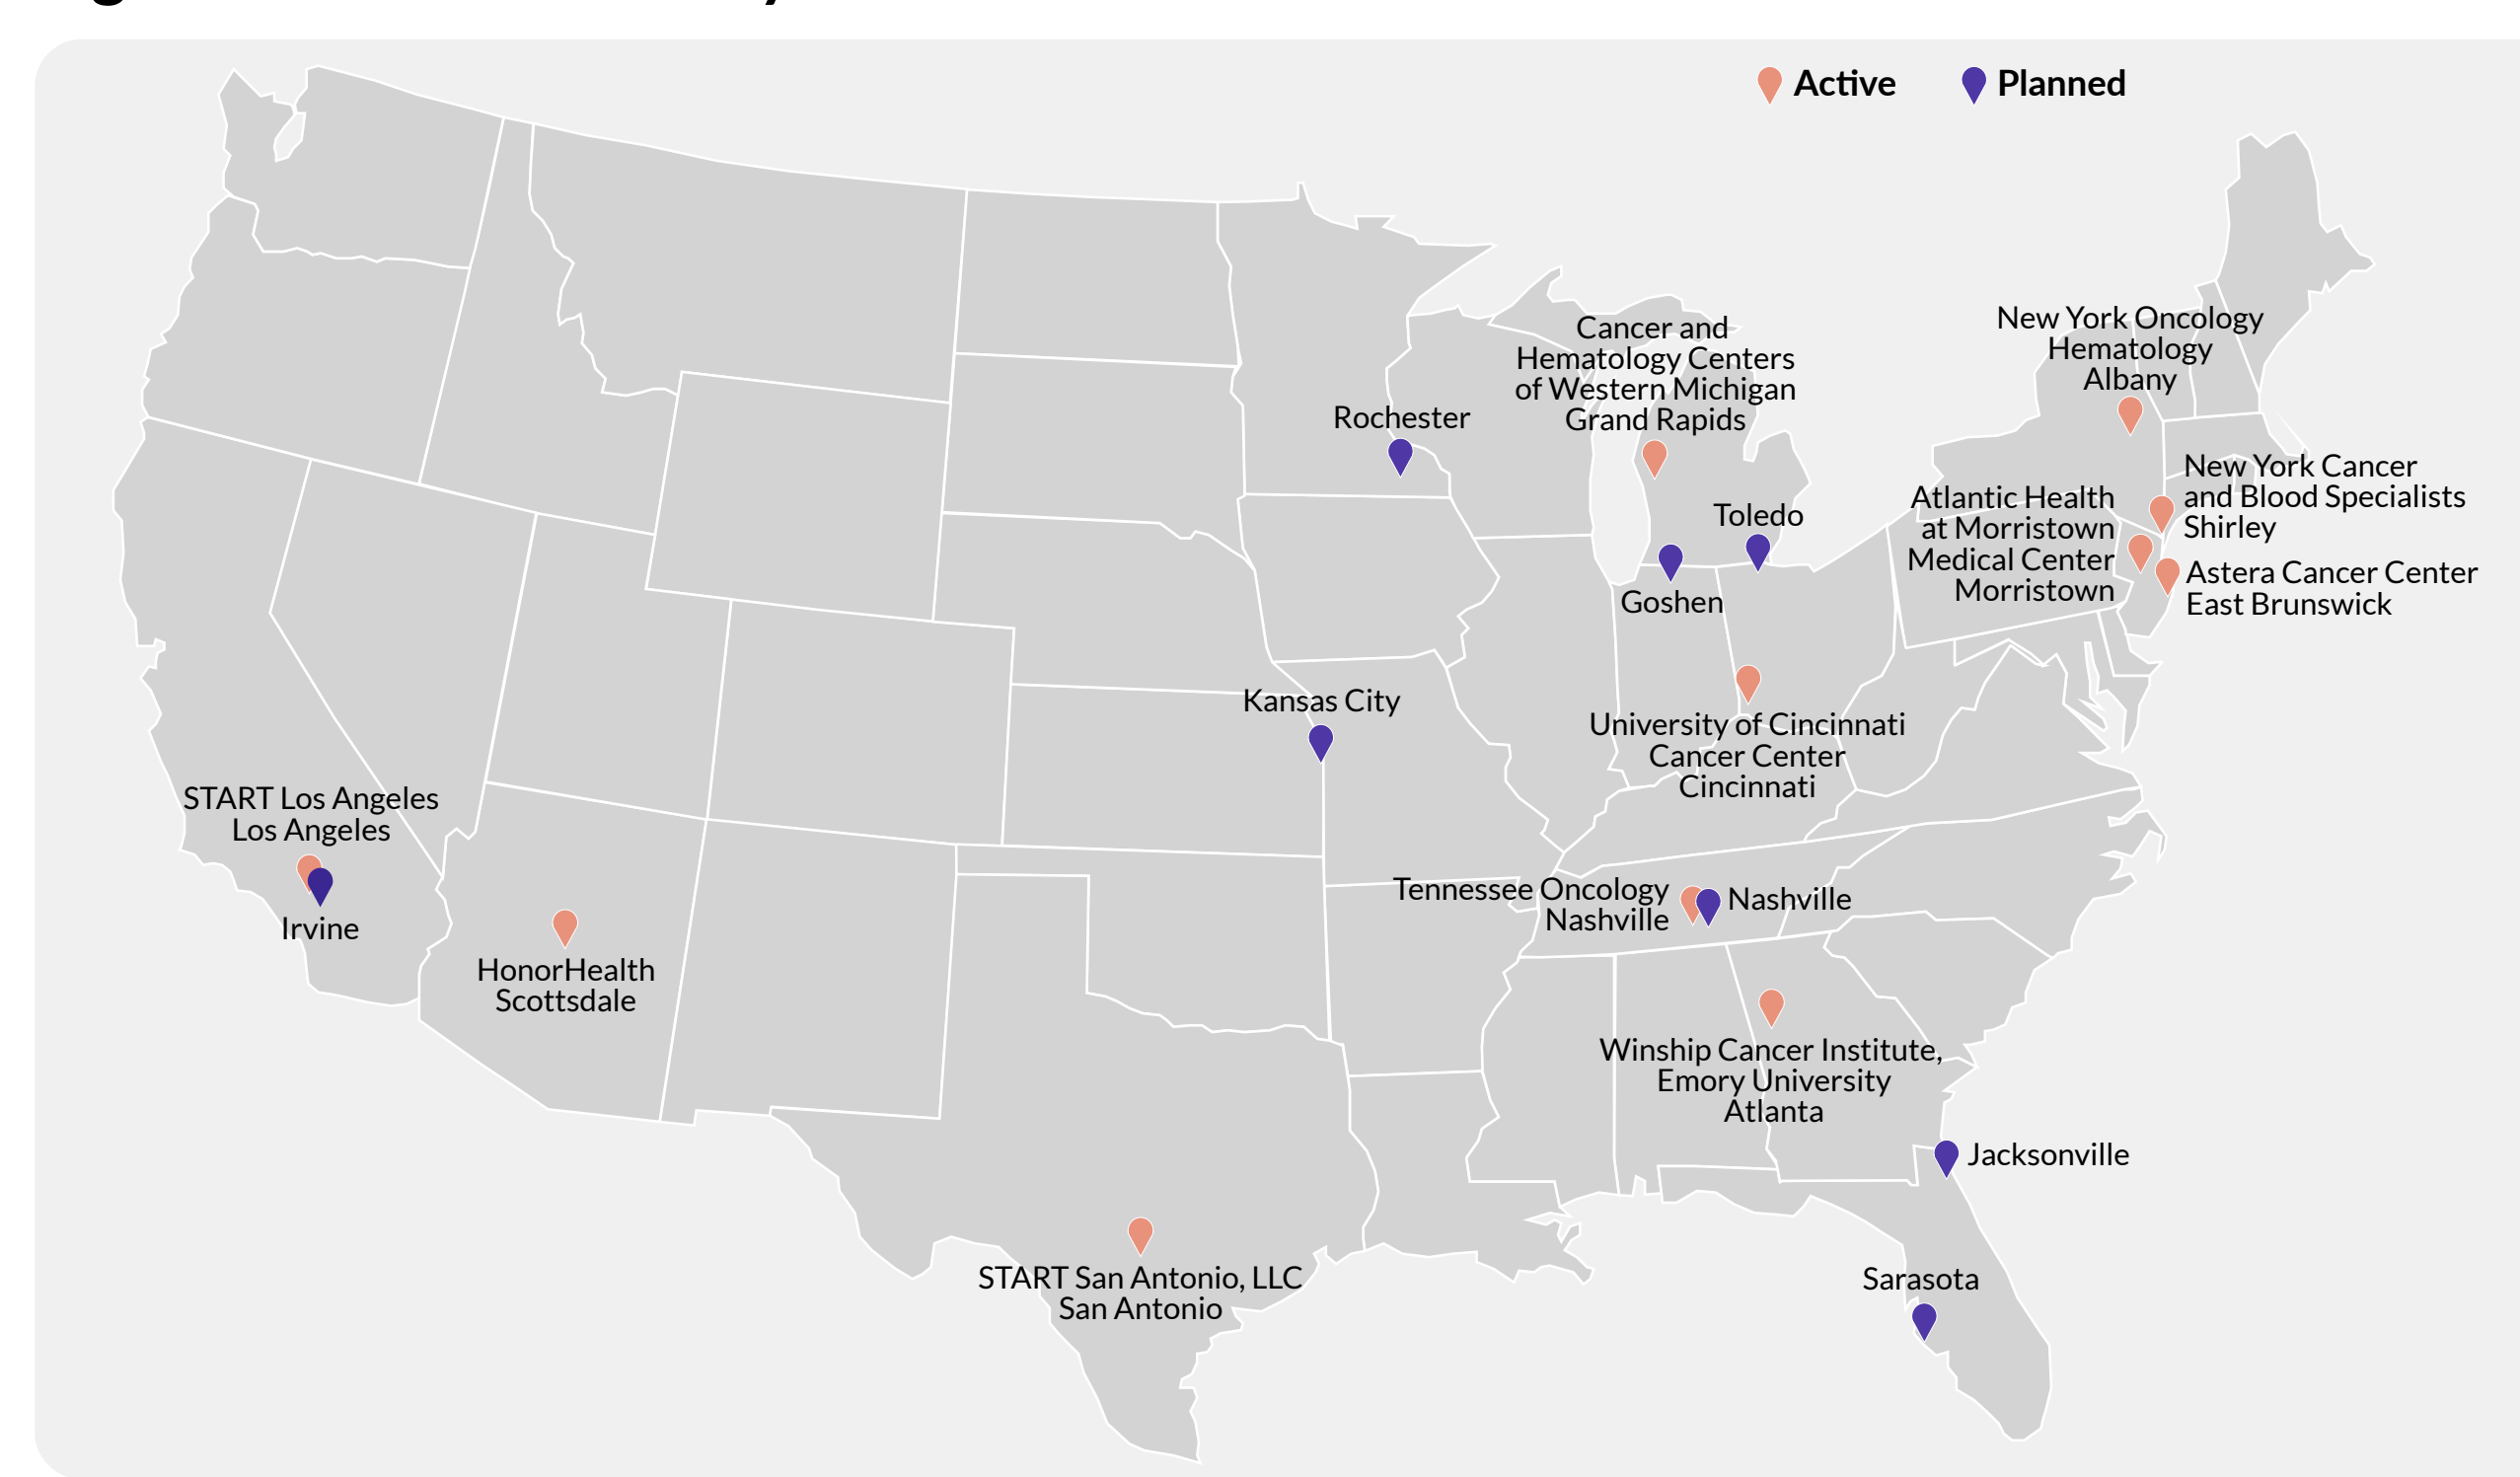 Active
Planned
New York Oncology
Hematology
Albany
Cancer and
Hematology Centers
of Western Michigan
Grand Rapids
Rochester
New York Cancer
and Blood Specialists
Shirley
Atlantic Health
at Morristown
Medical Center
Morristown
Toledo
Astera Cancer Center
East Brunswick
Goshen
Kansas City
University of Cincinnati
Cancer Center
Cincinnati
START Los Angeles
Los Angeles
Irvine
Tennessee Oncology
Nashville
Nashville
HonorHealth
Scottsdale
Winship Cancer Institute,
Emory University
Atlanta
Jacksonville
START San Antonio, LLC
San Antonio
Sarasota